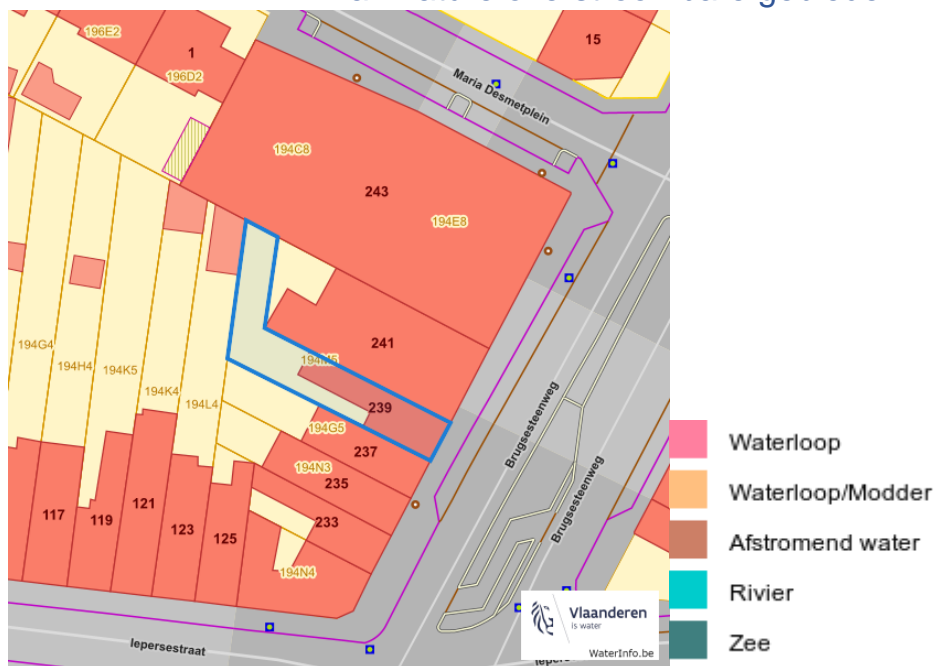 196E2
1
196D2
15
Maria Desmetplein
194C8
243
194E8
194G4
194H4
194K5
194K4
194L4
194M5
241
239
194G5
237
194N3
235
233
194N4
117
119
121
123
125
Brugsesteenweg
Brugsesteenweg
Iepersestraat
Vlaanderen
is water
WaterInfo.be
Waterloop
Waterloop/Modder
Afstromend water
Rivier
Zee